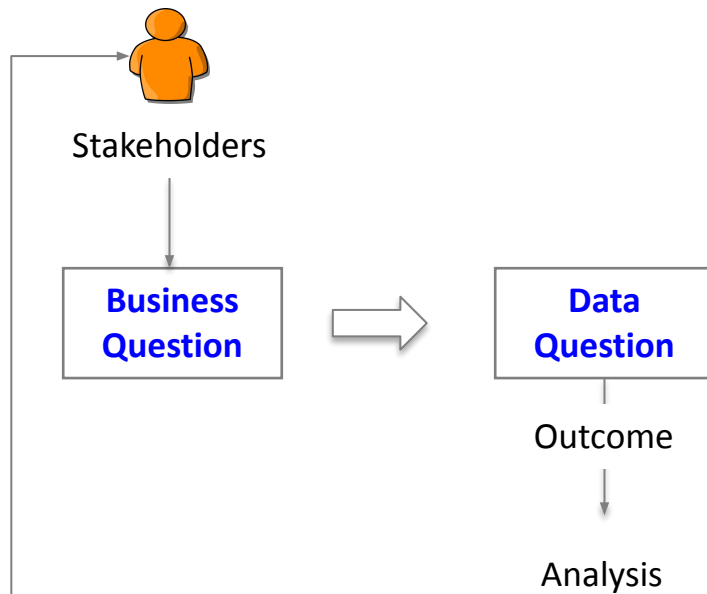 Stakeholders
Business
Question
Data
Question
Outcome
Analysis